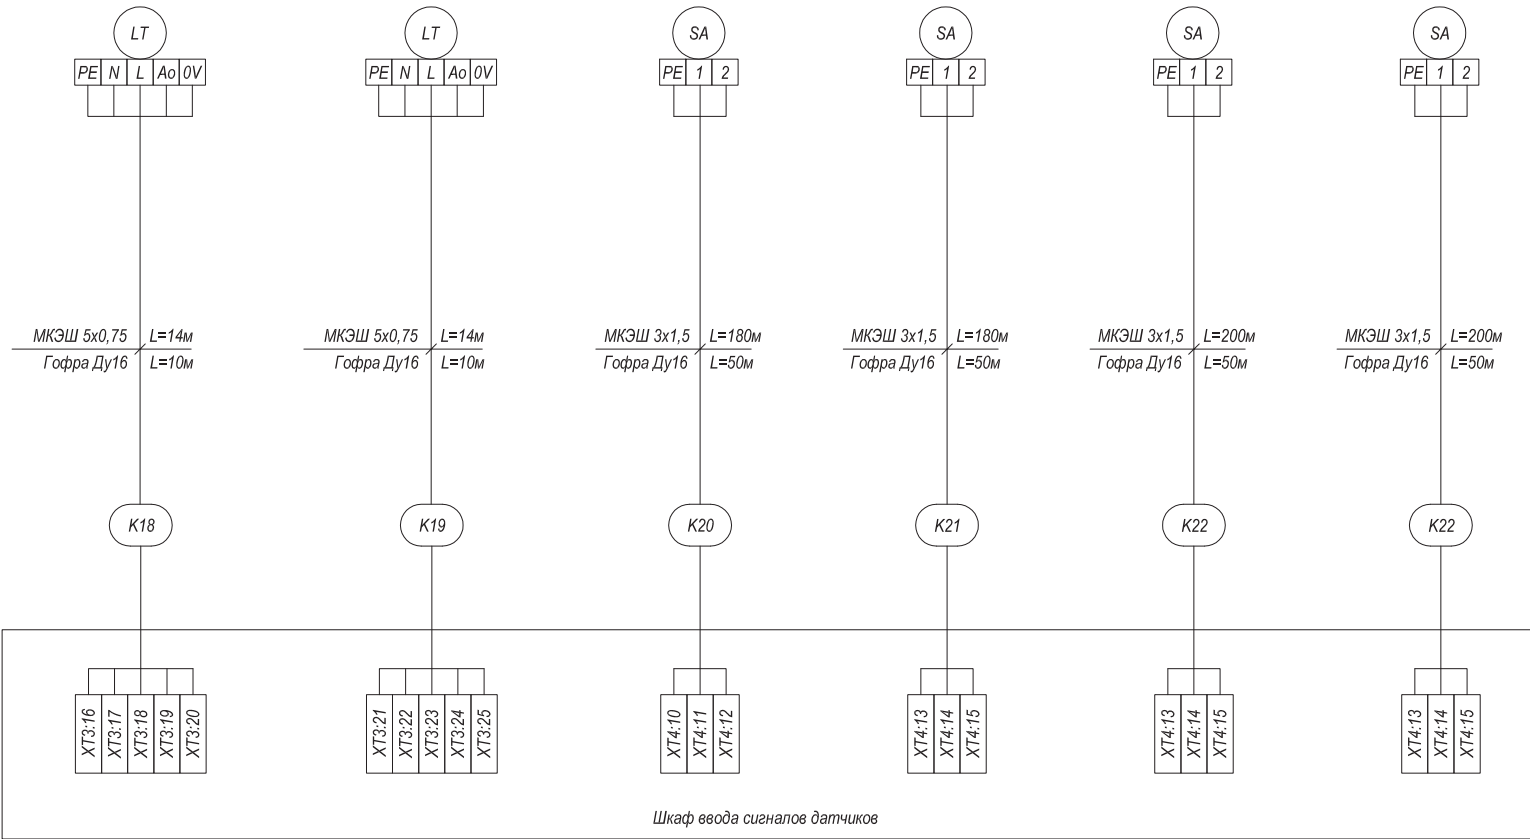 LT LT SA SA SA SA
PE N L Ao 0V PE N L Ao 0V PE 1 2 PE 1 2 PE 1 2 PE 1 2
МКЭШ 5х0,75 L=14м МКЭШ 5х0,75 L=14м МКЭШ 3х1,5 L=180м МКЭШ 3х1,5 L=180м МКЭШ 3х1,5 L=200м МКЭШ 3х1,5 L=200м
Гофра Ду16 L=10м Гофра Ду16 L=10м Гофра Ду16 L=50м Гофра Ду16 L=50м Гофра Ду16 L=50м Гофра Ду16 L=50м
К18 К19 К20 К21 К22 К22
XT3:16 XT3:17 XT3:18 XT3:19 XT3:20 XT3:21 XT3:22 XT3:23 XT3:24 XT3:25 XT4:10 XT4:11 XT4:12 XT4:13 XT4:14 XT4:15 XT4:13 XT4:14 XT4:15 XT4:13 XT4:14 XT4:15
Шкаф ввода сигналов датчиков